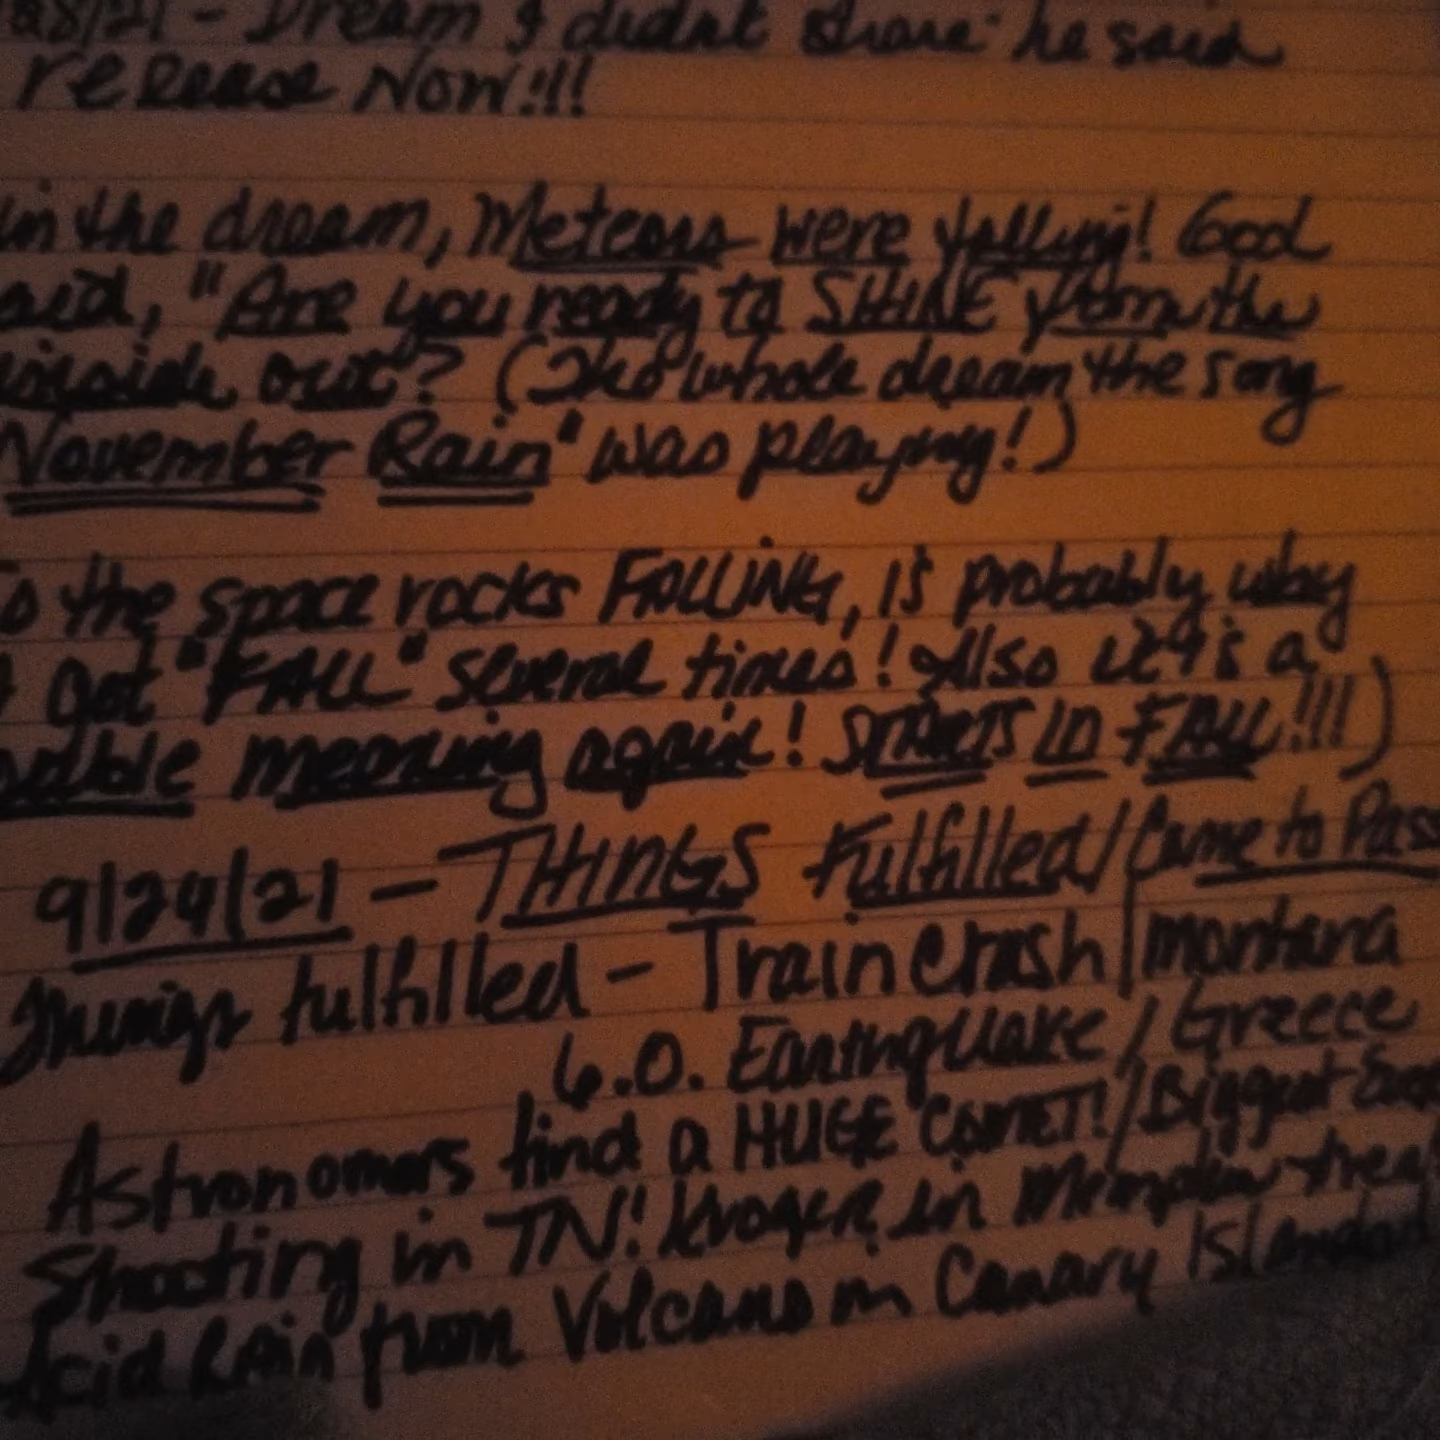 28/21 - Dream I didn't share he said
release NOW!!!
in the dream, Meteors were falling! God
said, "Are you ready to SHINE from the
inside out"? (The whole dream the song
November Rain" was playing!)
So the space rocks FALLING, is probably why
I got "FALL" several times! Also it is a
double meaning again! STARTS IN FALL!!!)
9/24/21 - THINGS Fulfilled/Came to Pass
Things fulfilled - Train Crash/montana
6.0. Earthquake/Greece
Astronomers find a HUGE COMET!/Biggest
Shooting in TN! kroger in Memphis
Acid Rain from Volcano in Canary Islands